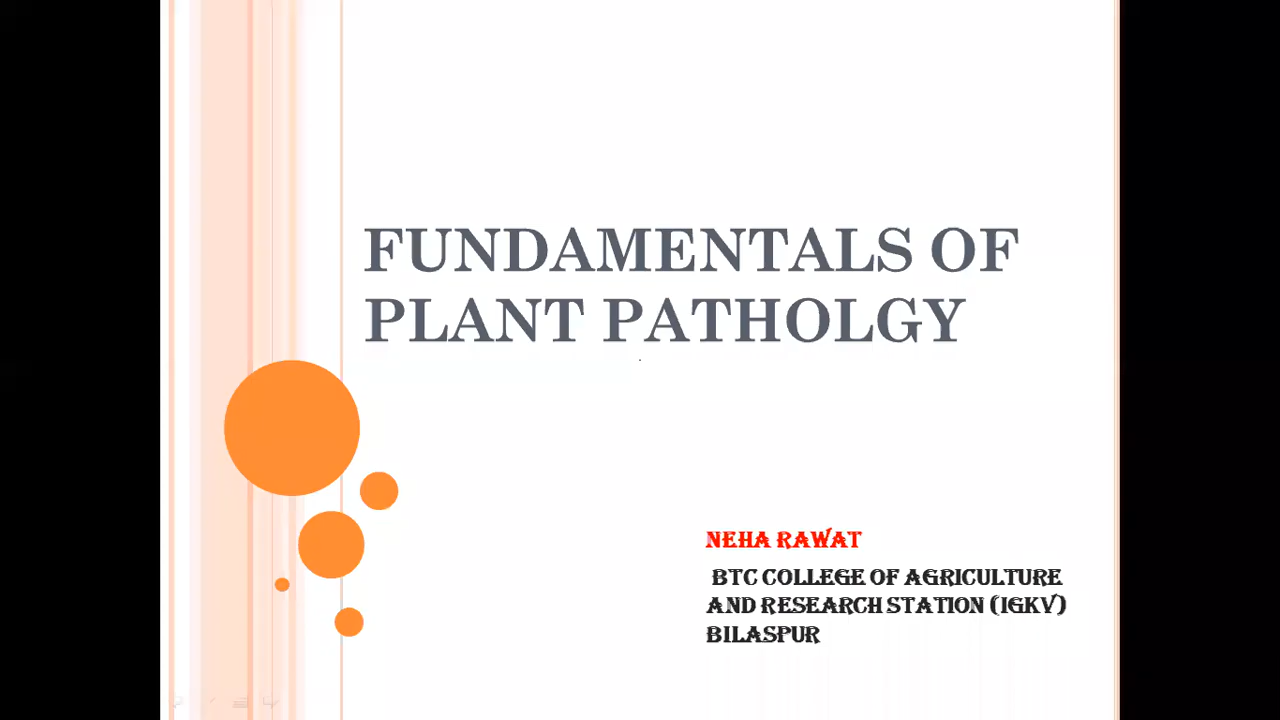 FUNDAMENTALS OF
PLANT PATHOLGY
NEHA RAWAT
BTC COLLEGE OF AGRICULTURE
AND RESEARCH STATION (IGKV)
BILASPUR